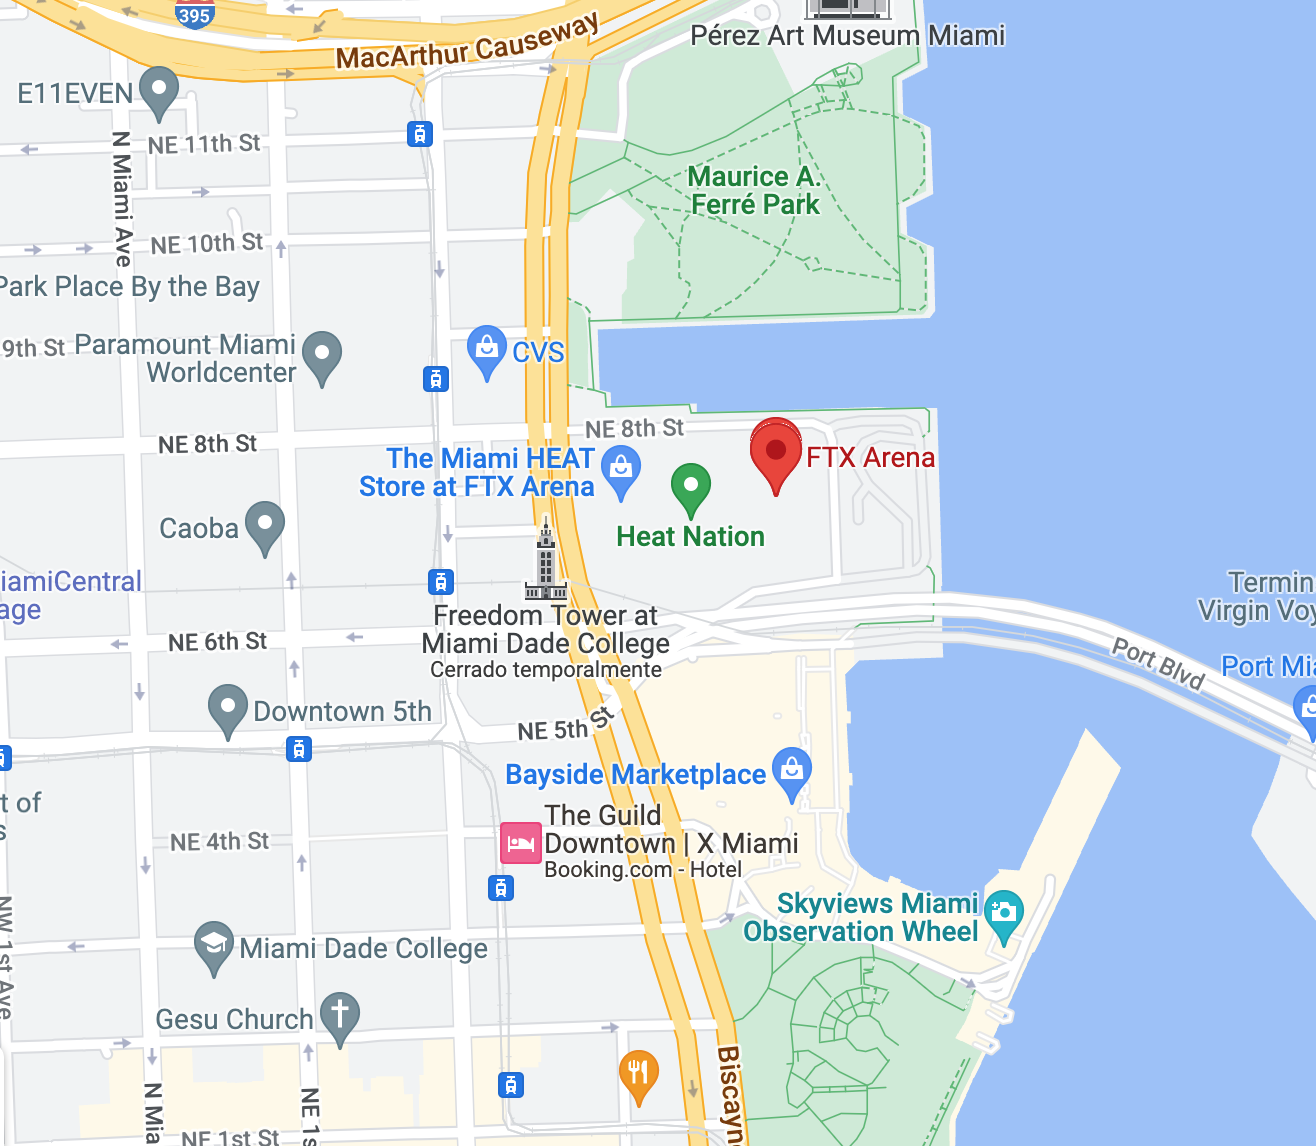 395
MacArthur Causeway
Pérez Art Museum Miami
E11EVEN
NE 11th St
N Miami Ave
Maurice A.
Ferré Park
NE 10th St
Park Place By the Bay
9th St
Paramount Miami
Worldcenter
CVS
NE 8th St
NE 8th St
The Miami HEAT
Store at FTX Arena
FTX Arena
Heat Nation
Caoba
iamiCentral
age
Freedom Tower at
Miami Dade College
Cerrado temporalmente
NE 6th St
Termin
Virgin Voy
Port Blvd
Port Mia
Downtown 5th
NE 5th St
Bayside Marketplace
t of
s
The Guild
Downtown | X Miami
Booking.com - Hotel
NE 4th St
Skyviews Miami
Observation Wheel
NW 1st Ave
Miami Dade College
Gesu Church
N Mia
NE 1s
Biscayn
NE 1st St